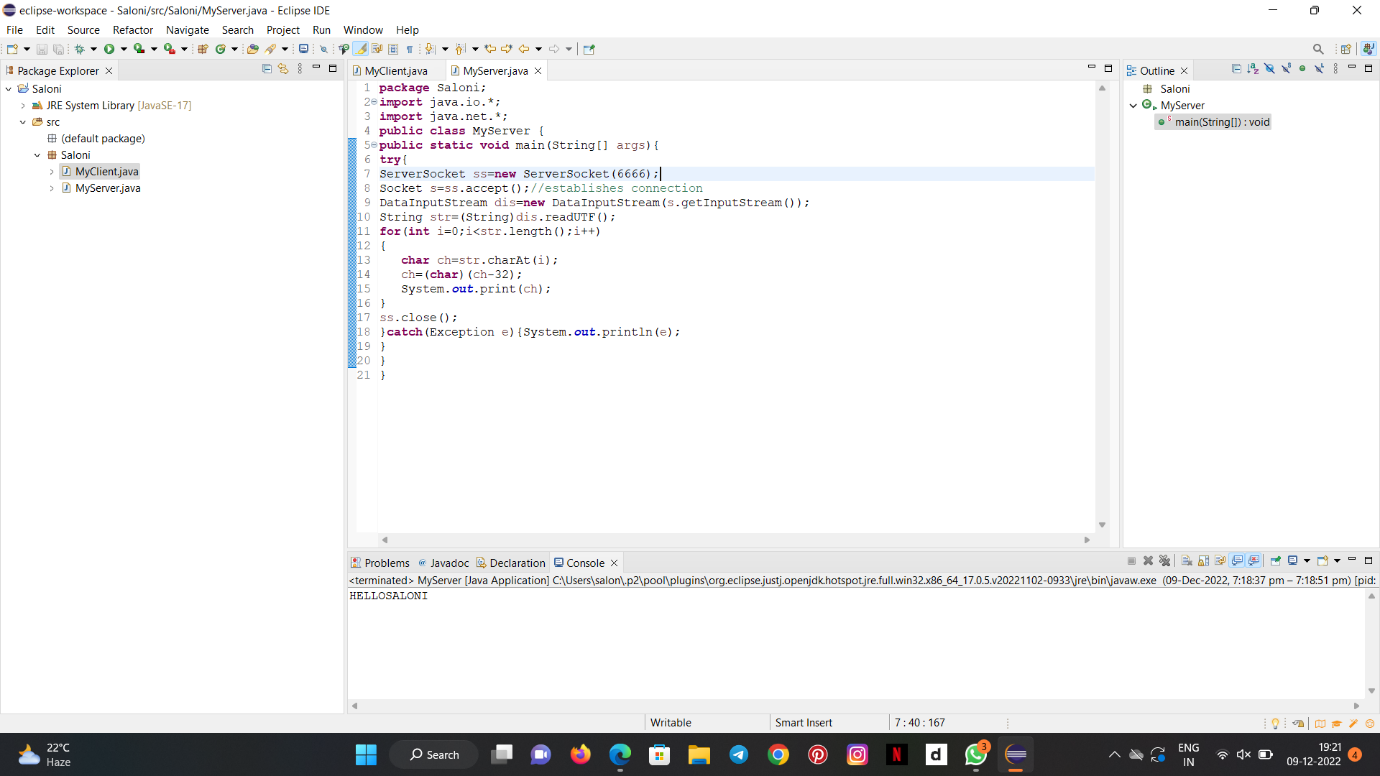 eclipse-workspace - Saloni/src/Saloni/MyServer.java - Eclipse IDE
File Edit Source Refactor Navigate Search Project Run Window Help
Package Explorer
Saloni
JRE System Library [JavaSE-17]
src
(default package)
Saloni
MyClient.java
MyServer.java
MyClient.java MyServer.java
1 package Saloni;
2 import java.io.*;
3 import java.net.*;
4 public class MyServer {
5 public static void main(String[] args){
6 try{
7 ServerSocket ss=new ServerSocket(6666);
8 Socket s=ss.accept();//establishes connection
9 DataInputStream dis=new DataInputStream(s.getInputStream());
10 String str=(String)dis.readUTF();
11 for(int i=0;i<str.length();i++)
12 {
13 char ch=str.charAt(i);
14 ch=(char)(ch-32);
15 System.out.print(ch);
16 }
17 ss.close();
18 }catch(Exception e){System.out.println(e);
19 }
20 }
21 }
Outline
Saloni
MyServer
main(String[]) : void
Problems @ Javadoc Declaration Console
<terminated> MyServer [Java Application] C:\Users\salon\.p2\pool\plugins\org.eclipse.justj.openjdk.hotspot.jre.full.win32.x86_64_17.0.5.v20221102-0933\jre\bin\javaw.exe (09-Dec-2022, 7:18:37 pm – 7:18:51 pm) [pid:
HELLOSALONI
Writable Smart Insert 7 : 40 : 167
22°C
Haze
Search
3
ENG
IN
19:21
09-12-2022
4